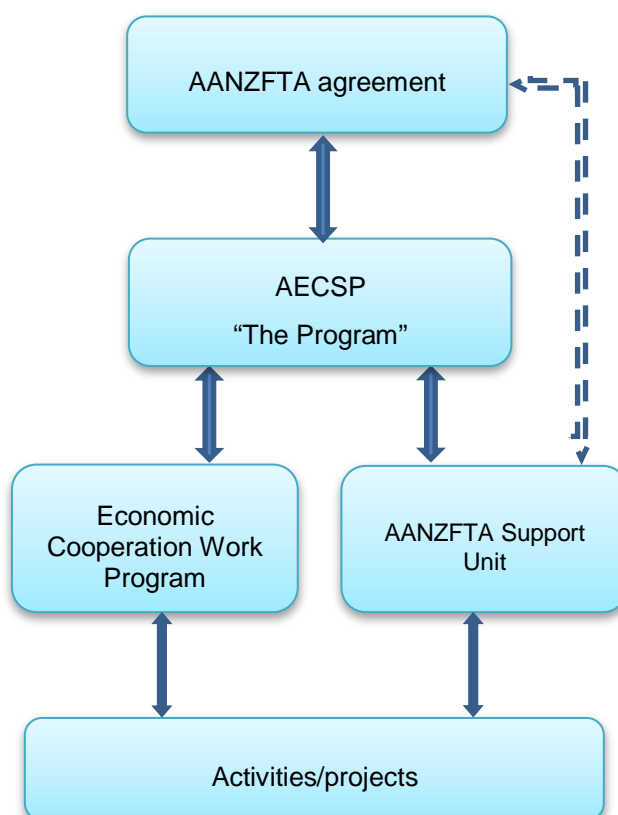 AANZFTA agreement
AECSP
“The Program”
Economic
Cooperation Work
Program
AANZFTA Support
Unit
Activities/projects